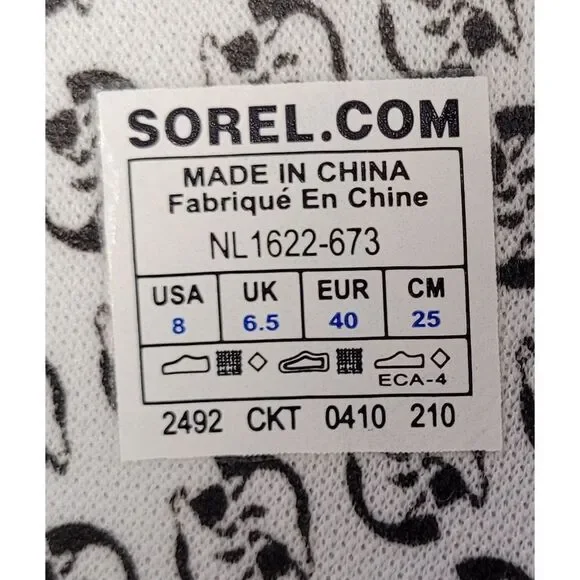 SOREL.COM
MADE IN CHINA
Fabriqué En Chine
NL1622-673
USA UK EUR CM
8 6.5 40 25
ECA-4
2492 CKT 0410 210